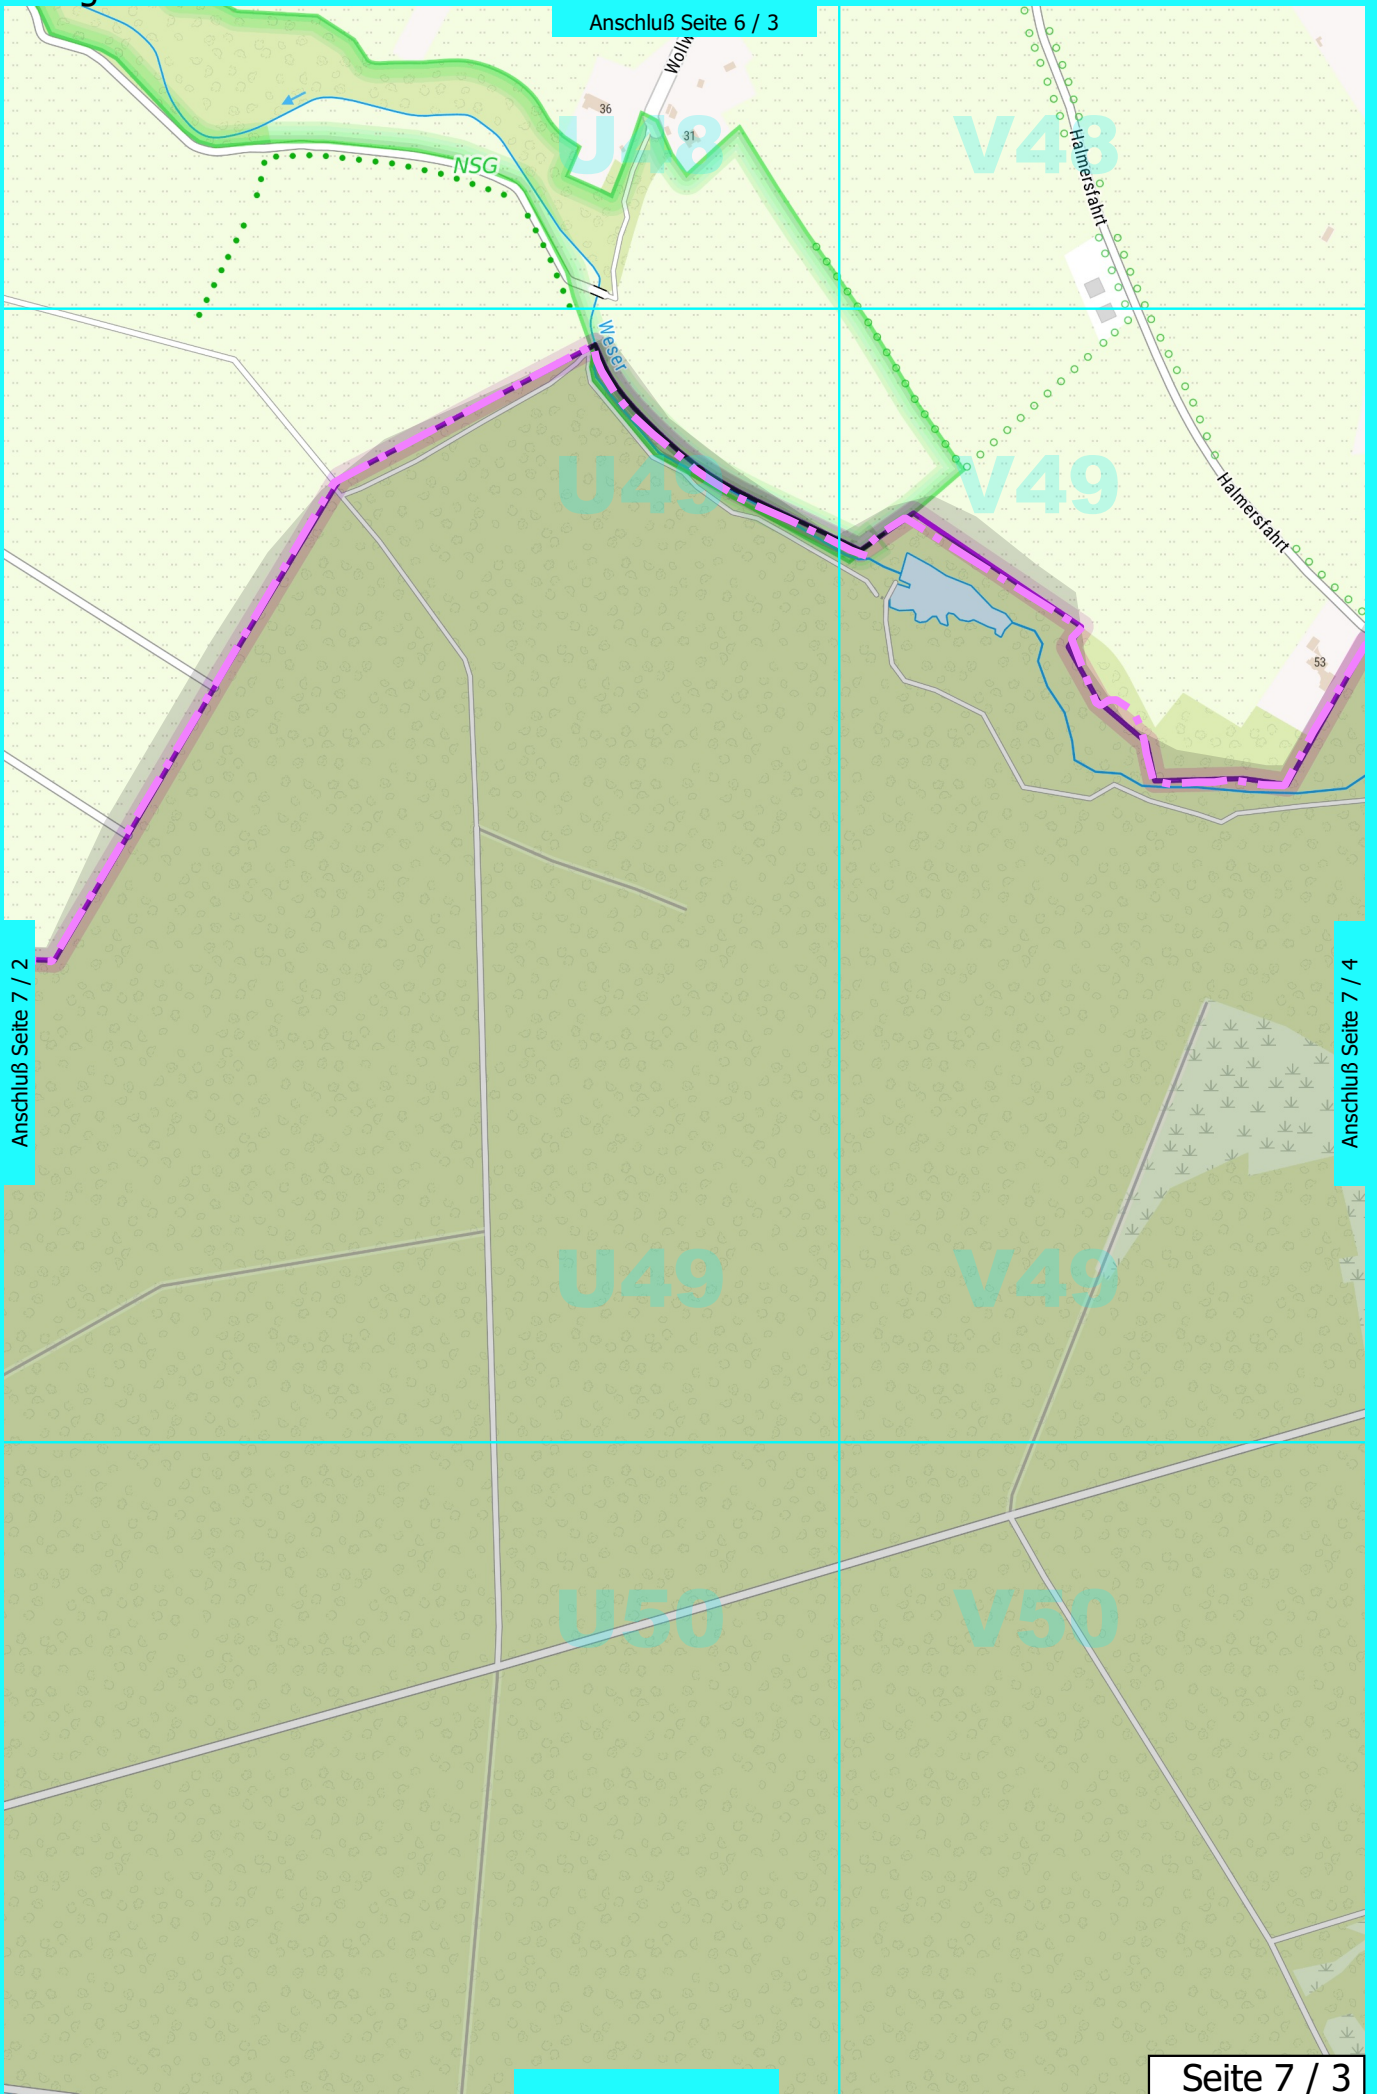 Anschluß Seite 6 / 3
36
31
U48
V48
Halmersfahrt
NSG
Weser
U49
V49
Halmersfahrt
53
Anschluß Seite 7 / 2
Anschluß Seite 7 / 4
U49
V49
U50
V50
Seite 7 / 3